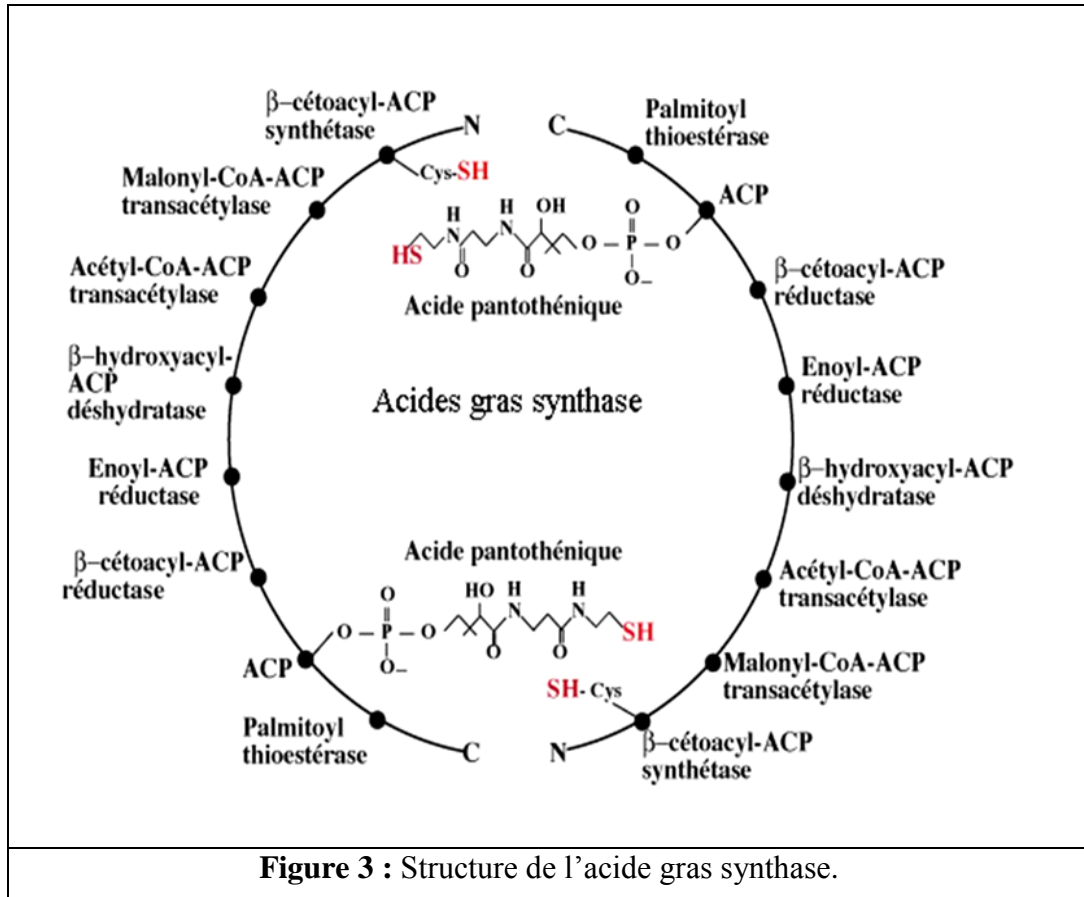 β–cétoacyl-ACP
synthétase
N
C
Palmitoyl
thioestérase
Cys-SH
Malonyl-CoA-ACP
transacétylase
ACP
H
H
OH
O
N
N
O – P – O
HS
O
O
O–
Acide pantothénique
Acétyl-CoA-ACP
transacétylase
β–cétoacyl-ACP
réductase
β–hydroxyacyl-
ACP
déshydratase
Enoyl-ACP
réductase
Acides gras synthase
Enoyl-ACP
réductase
β–hydroxyacyl-ACP
déshydratase
Acide pantothénique
β–cétoacyl-ACP
réductase
Acétyl-CoA-ACP
transacétylase
O
HO
H
H
N
N
O – P – O
SH
O–
O
O
ACP
Malonyl-CoA-ACP
transacétylase
SH- Cys
Palmitoyl
thioestérase
C
N
β–cétoacyl-ACP
synthétase
Figure 3 : Structure de l’acide gras synthase.